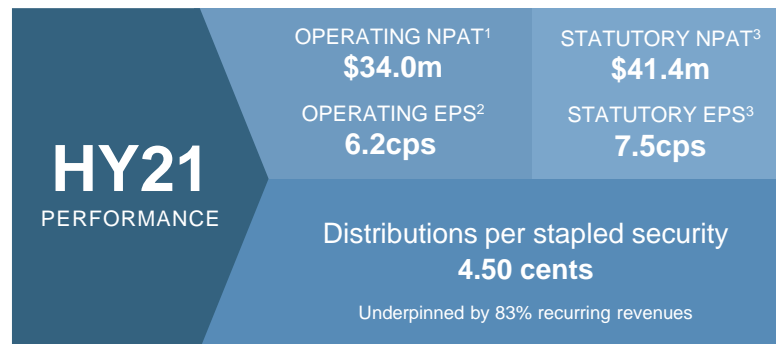 HY21
PERFORMANCE
OPERATING NPAT¹
$34.0m
OPERATING EPS²
6.2cps
STATUTORY NPAT³
$41.4m
STATUTORY EPS³
7.5cps
Distributions per stapled security
4.50 cents
Underpinned by 83% recurring revenues